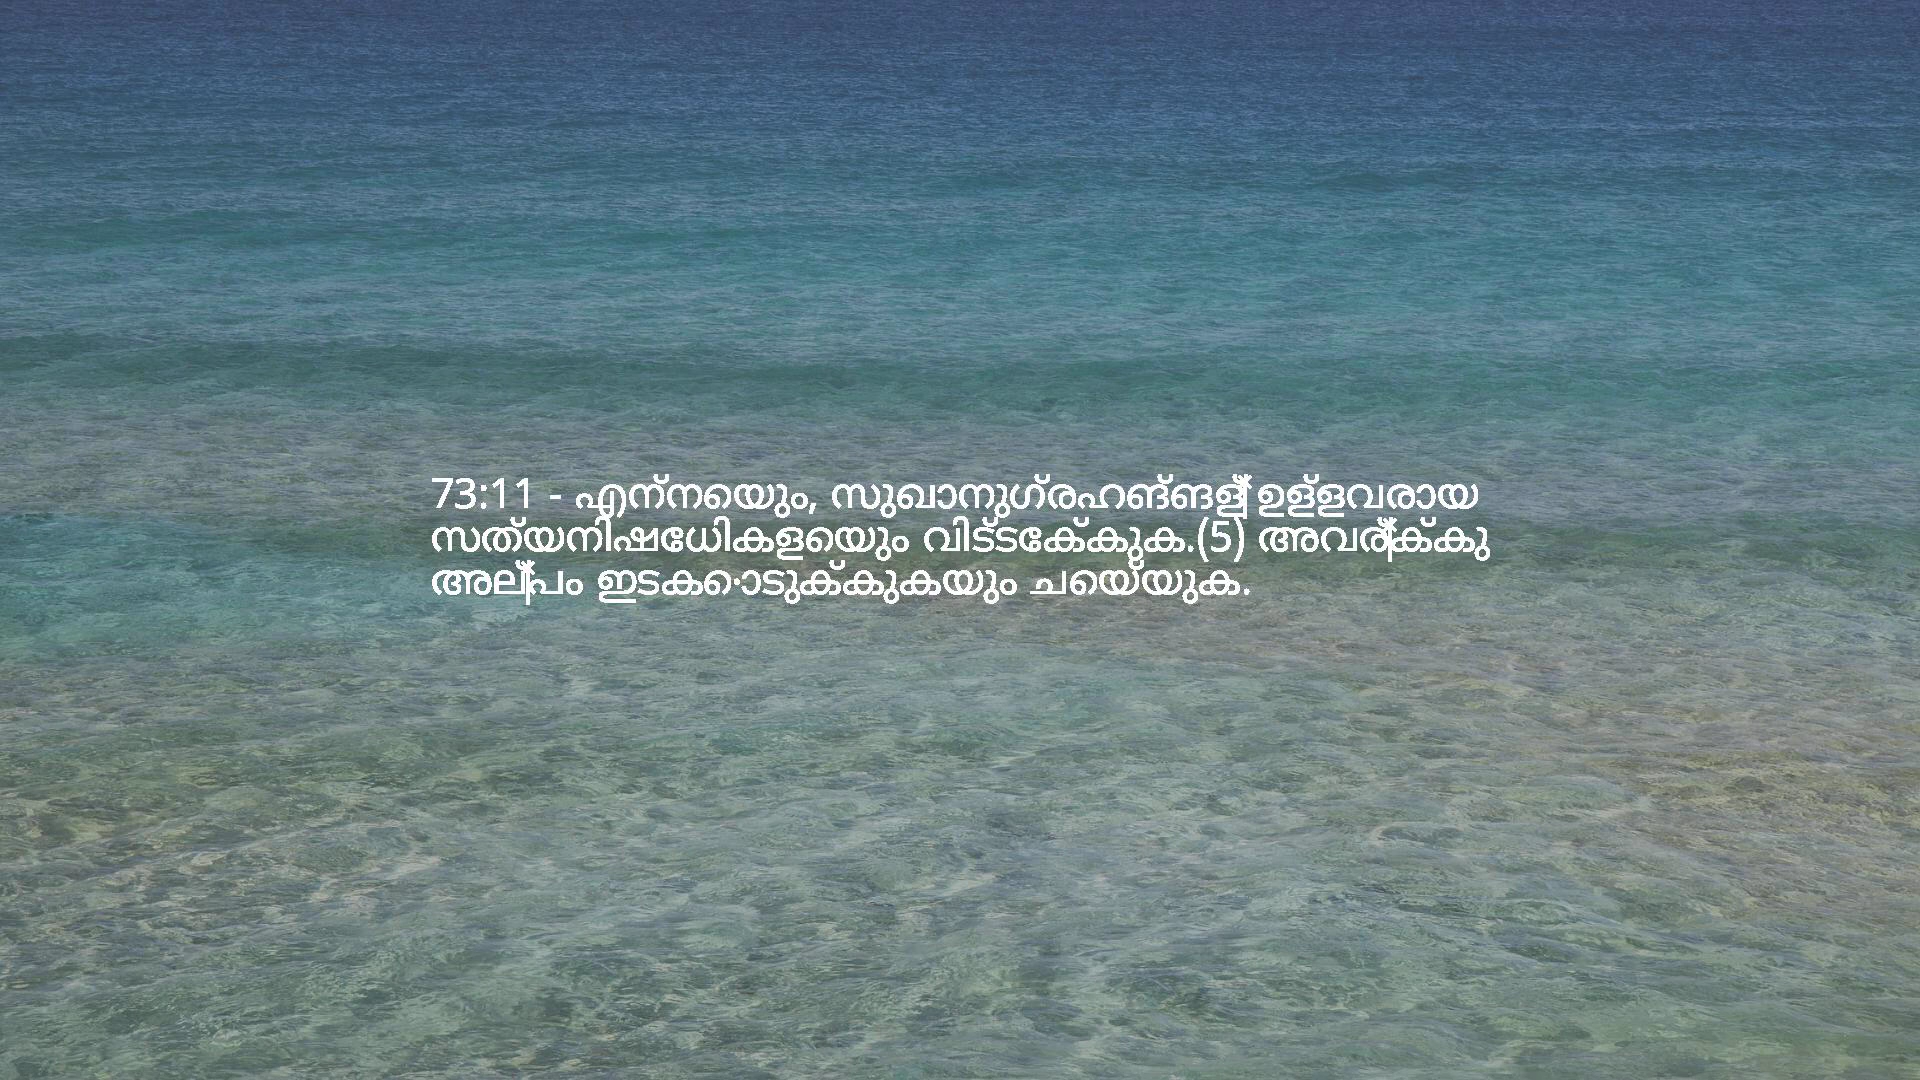 73:11 - എന്നെയും, സുഖാനുഗ്രഹങ്ങള്‍ ഉള്ളവരായ
സത്യനിഷേധികളെയും വിട്ടേക്കുക.(5) അവര്‍ക്കു
അല്‍പം ഇടകൊടുക്കുകയും ചെയ്യുക.